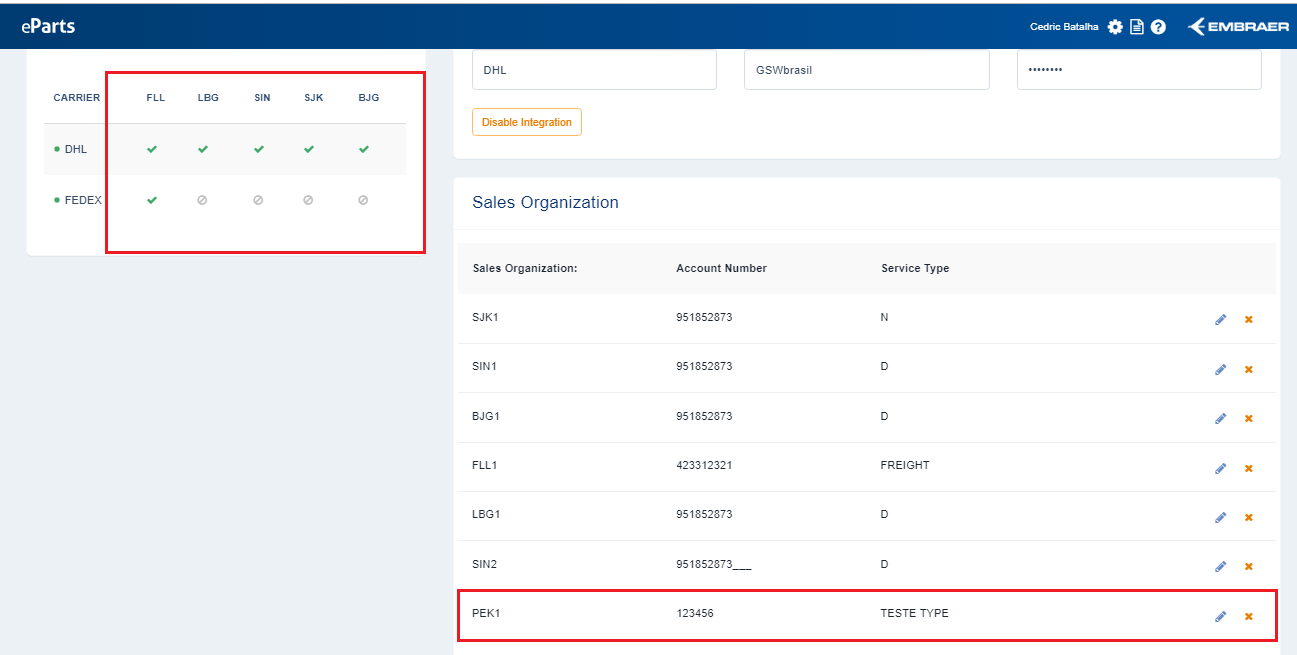 eParts
Cedric Batalha
EMBRAER
CARRIER FLL LBG SIN SJK BJG
DHL
FEDEX
DHL GSWbrasil ••••••••
Disable Integration
Sales Organization
Sales Organization: Account Number Service Type
SJK1 951852873 N
SIN1 951852873 D
BJG1 951852873 D
FLL1 423312321 FREIGHT
LBG1 951852873 D
SIN2 951852873___ D
PEK1 123456 TESTE TYPE